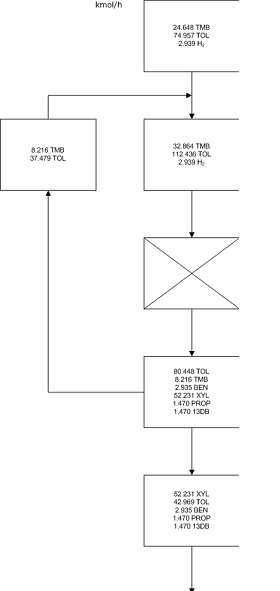 kmol/h
24.648 TMB
74.957 TOL
2.939 H₂
8.216 TMB
37.479 TOL
32.864 TMB
112.436 TOL
2.939 H₂
80.448 TOL
8.216 TMB
2.935 BEN
52.231 XYL
1.470 PROP
1.470 13DB
52.231 XYL
42.969 TOL
2.935 BEN
1.470 PROP
1.470 13DB